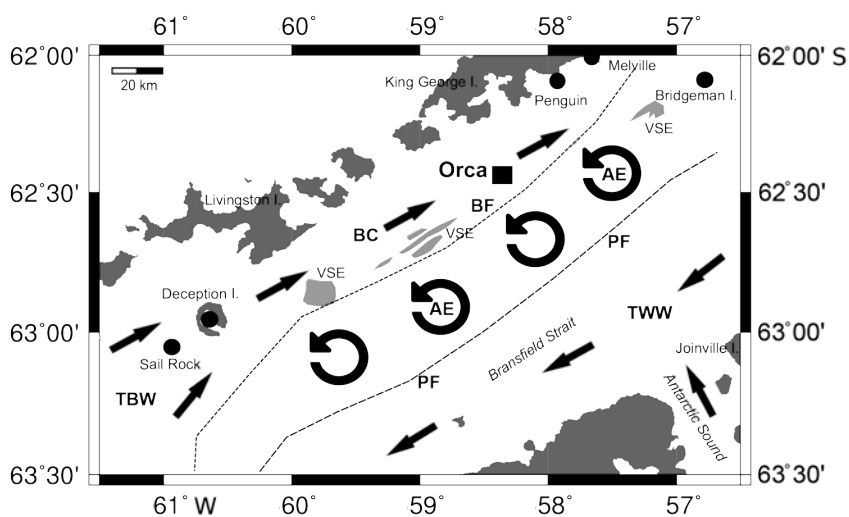 61° 60° 59° 58° 57°
62°00' 62°00' S
20 km
King George I.
Melville
Penguin
Bridgeman I.
VSE
Orca
AE
62°30' 62°30'
Livingston I.
BF
BC
VSE
PF
VSE
Deception I.
AE
TWW
63°00' 63°00'
Sail Rock
Bransfield Strait
Joinville I.
PF
TBW
Antarctic Sound
63°30' 63°30'
61° W 60° 59° 58° 57°